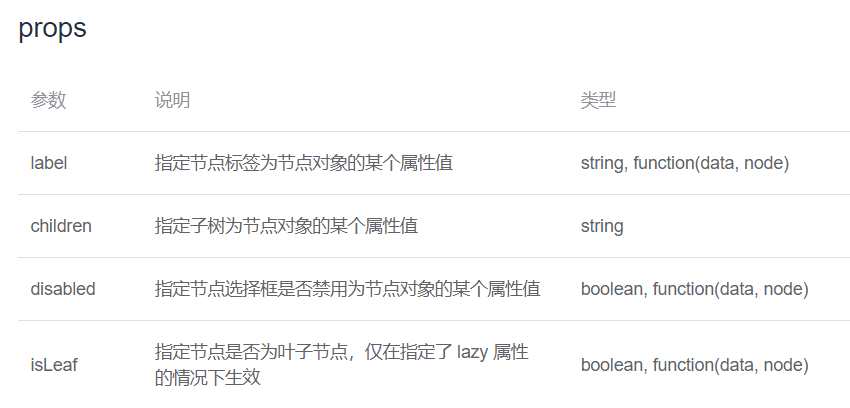 props
参数 说明 类型
label 指定节点标签为节点对象的某个属性值 string, function(data, node)
children 指定子树为节点对象的某个属性值 string
disabled 指定节点选择框是否禁用为节点对象的某个属性值 boolean, function(data, node)
isLeaf 指定节点是否为叶子节点，仅在指定了 lazy 属性 boolean, function(data, node)
的情况下生效